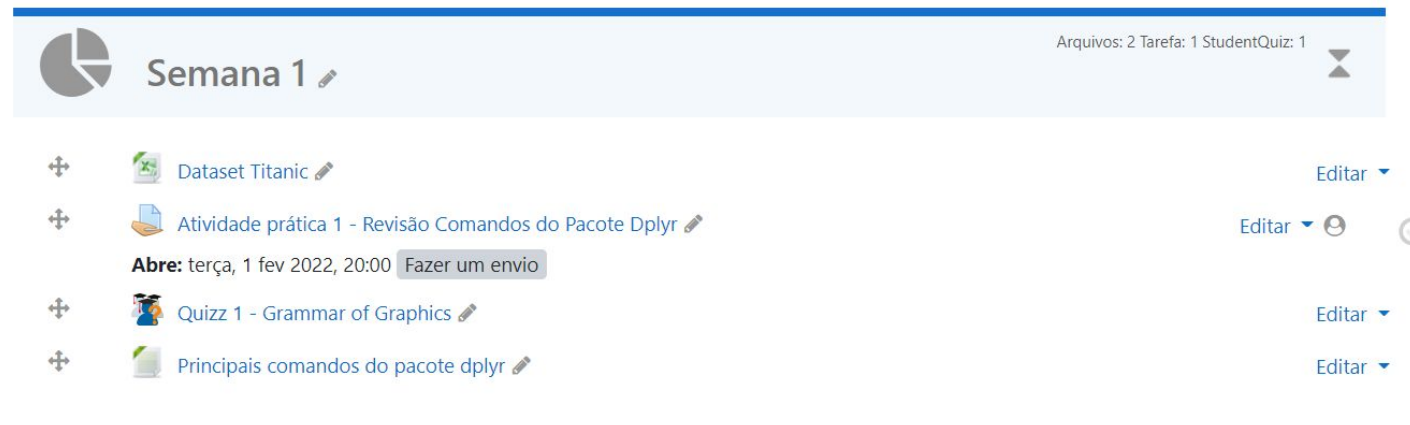 Arquivos: 2 Tarefa: 1 StudentQuiz: 1
Semana 1
Dataset Titanic
Editar
Atividade prática 1 - Revisão Comandos do Pacote Dplyr
Editar
Abre: terça, 1 fev 2022, 20:00 Fazer um envio
Quizz 1 - Grammar of Graphics
Editar
Principais comandos do pacote dplyr
Editar